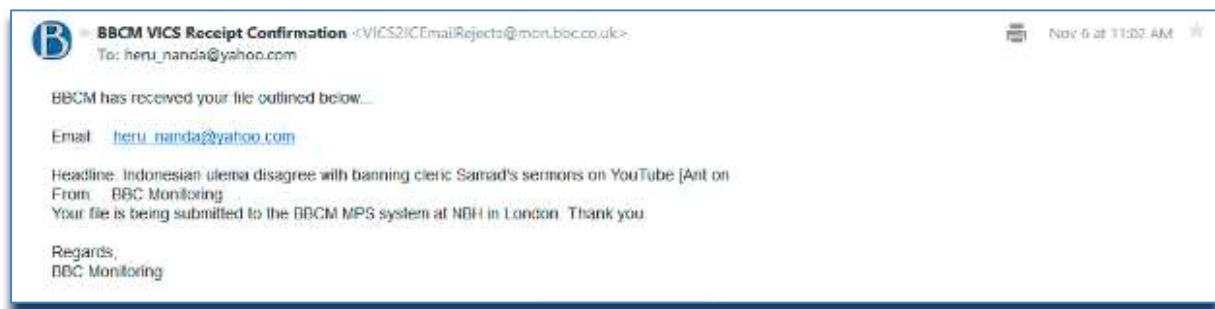 B
BBCM VICS Receipt Confirmation <VICS2ICEmailRejects@mon.bbc.co.uk>
Nov 6 at 11:02 AM
To: heru_nanda@yahoo.com
BBCM has received your file outlined below...
Email: heru_nanda@yahoo.com
Headline: Indonesian ulema disagree with banning cleric Samad's sermons on YouTube [Ant on
From: BBC Monitoring
Your file is being submitted to the BBCM MPS system at NBH in London. Thank you.
Regards,
BBC Monitoring